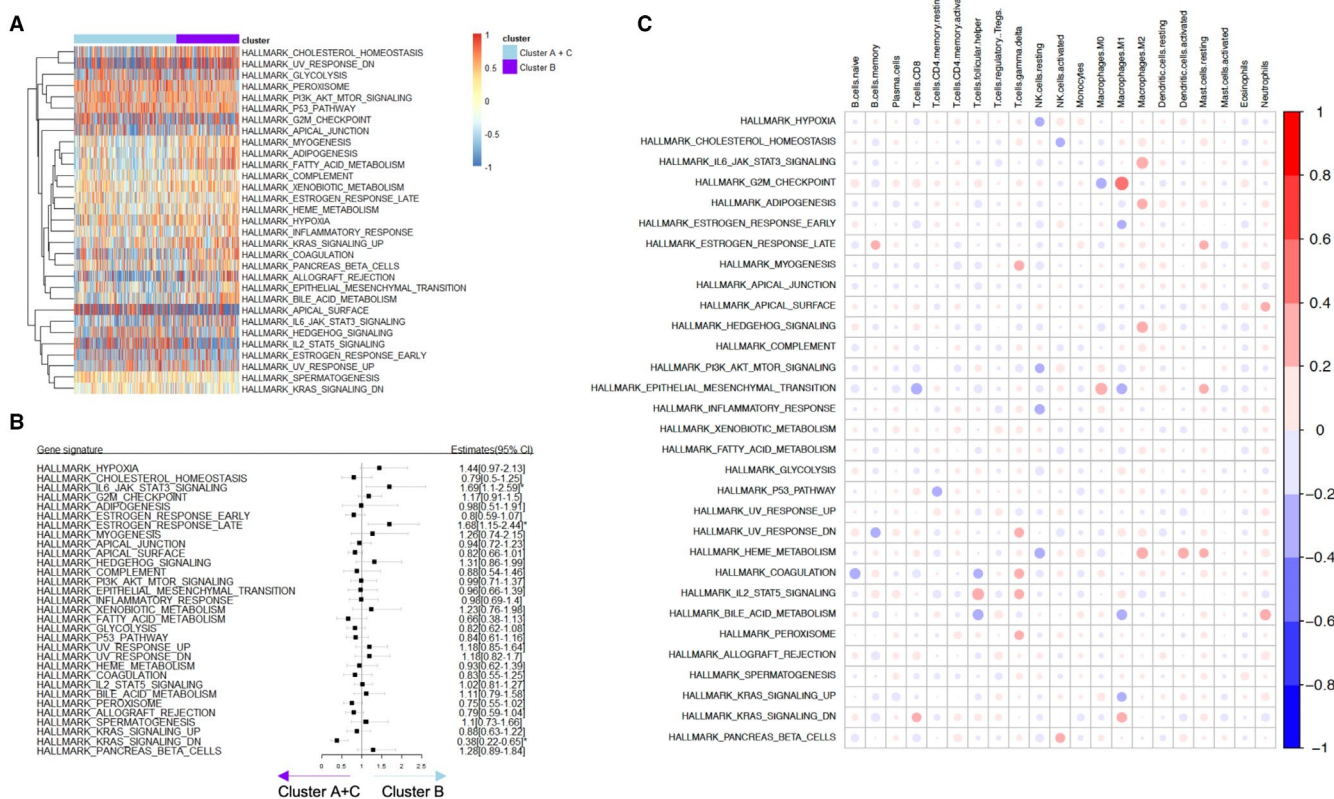 A
cluster
HALLMARK_CHOLESTEROL_HOMEOSTASIS
HALLMARK_UV_RESPONSE_DN
HALLMARK_GLYCOLYSIS
HALLMARK_PEROXISOME
HALLMARK_PI3K_AKT_MTOR_SIGNALING
HALLMARK_P53_PATHWAY
HALLMARK_G2M_CHECKPOINT
HALLMARK_APICAL_JUNCTION
HALLMARK_MYOGENESIS
HALLMARK_ADIPOGENESIS
HALLMARK_FATTY_ACID_METABOLISM
HALLMARK_COMPLEMENT
HALLMARK_XENOBIOTIC_METABOLISM
HALLMARK_ESTROGEN_RESPONSE_LATE
HALLMARK_HEME_METABOLISM
HALLMARK_HYPOXIA
HALLMARK_INFLAMMATORY_RESPONSE
HALLMARK_KRAS_SIGNALING_UP
HALLMARK_COAGULATION
HALLMARK_PANCREAS_BETA_CELLS
HALLMARK_ALLOGRAFT_REJECTION
HALLMARK_EPITHELIAL_MESENCHYMAL_TRANSITION
HALLMARK_BILE_ACID_METABOLISM
HALLMARK_APICAL_SURFACE
HALLMARK_IL6_JAK_STAT3_SIGNALING
HALLMARK_HEDGEHOG_SIGNALING
HALLMARK_IL2_STAT5_SIGNALING
HALLMARK_ESTROGEN_RESPONSE_EARLY
HALLMARK_UV_RESPONSE_UP
HALLMARK_SPERMATOGENESIS
HALLMARK_KRAS_SIGNALING_DN
1
0.5
0
-0.5
-1
cluster
Cluster A + C
Cluster B
B
Gene signature Estimates(95% CI)
HALLMARK_HYPOXIA 1.44[0.97-2.13]
HALLMARK_CHOLESTEROL_HOMEOSTASIS 0.79[0.5-1.25]
HALLMARK_IL6_JAK_STAT3_SIGNALING 1.69[1.1-2.59]*
HALLMARK_G2M_CHECKPOINT 1.17[0.91-1.5]
HALLMARK_ADIPOGENESIS 0.98[0.51-1.91]
HALLMARK_ESTROGEN_RESPONSE_EARLY 0.8[0.59-1.07]
HALLMARK_ESTROGEN_RESPONSE_LATE 1.68[1.15-2.44]*
HALLMARK_MYOGENESIS 1.26[0.74-2.15]
HALLMARK_APICAL_JUNCTION 0.94[0.72-1.23]
HALLMARK_APICAL_SURFACE 0.82[0.66-1.01]
HALLMARK_HEDGEHOG_SIGNALING 1.31[0.86-1.99]
HALLMARK_COMPLEMENT 0.88[0.54-1.46]
HALLMARK_PI3K_AKT_MTOR_SIGNALING 0.99[0.71-1.37]
HALLMARK_EPITHELIAL_MESENCHYMAL_TRANSITION 0.96[0.66-1.39]
HALLMARK_INFLAMMATORY_RESPONSE 0.98[0.69-1.4]
HALLMARK_XENOBIOTIC_METABOLISM 1.23[0.76-1.98]
HALLMARK_FATTY_ACID_METABOLISM 0.66[0.38-1.13]
HALLMARK_GLYCOLYSIS 0.82[0.62-1.08]
HALLMARK_P53_PATHWAY 0.84[0.61-1.16]
HALLMARK_UV_RESPONSE_UP 1.18[0.85-1.64]
HALLMARK_UV_RESPONSE_DN 1.18[0.82-1.7]
HALLMARK_HEME_METABOLISM 0.93[0.62-1.39]
HALLMARK_COAGULATION 0.83[0.55-1.25]
HALLMARK_IL2_STAT5_SIGNALING 1.02[0.81-1.27]
HALLMARK_BILE_ACID_METABOLISM 1.11[0.79-1.58]
HALLMARK_PEROXISOME 0.75[0.55-1.02]
HALLMARK_ALLOGRAFT_REJECTION 0.79[0.59-1.04]
HALLMARK_SPERMATOGENESIS 1.1[0.73-1.66]
HALLMARK_KRAS_SIGNALING_UP 0.88[0.63-1.22]
HALLMARK_KRAS_SIGNALING_DN 0.38[0.22-0.65]*
HALLMARK_PANCREAS_BETA_CELLS 1.28[0.89-1.84]
0 0.5 1 1.5 2 2.5
Cluster A+C Cluster B
C
B.cells.naive
B.cells.memory
Plasma.cells
T.cells.CD8
T.cells.CD4.memory.resting
T.cells.CD4.memory.activated
T.cells.follicular.helper
T.cells.regulatory..Tregs.
T.cells.gamma.delta
NK.cells.resting
NK.cells.activated
Monocytes
Macrophages.M0
Macrophages.M1
Macrophages.M2
Dendritic.cells.resting
Dendritic.cells.activated
Mast.cells.resting
Mast.cells.activated
Eosinophils
Neutrophils
HALLMARK_HYPOXIA
HALLMARK_CHOLESTEROL_HOMEOSTASIS
HALLMARK_IL6_JAK_STAT3_SIGNALING
HALLMARK_G2M_CHECKPOINT
HALLMARK_ADIPOGENESIS
HALLMARK_ESTROGEN_RESPONSE_EARLY
HALLMARK_ESTROGEN_RESPONSE_LATE
HALLMARK_MYOGENESIS
HALLMARK_APICAL_JUNCTION
HALLMARK_APICAL_SURFACE
HALLMARK_HEDGEHOG_SIGNALING
HALLMARK_COMPLEMENT
HALLMARK_PI3K_AKT_MTOR_SIGNALING
HALLMARK_EPITHELIAL_MESENCHYMAL_TRANSITION
HALLMARK_INFLAMMATORY_RESPONSE
HALLMARK_XENOBIOTIC_METABOLISM
HALLMARK_FATTY_ACID_METABOLISM
HALLMARK_GLYCOLYSIS
HALLMARK_P53_PATHWAY
HALLMARK_UV_RESPONSE_UP
HALLMARK_UV_RESPONSE_DN
HALLMARK_HEME_METABOLISM
HALLMARK_COAGULATION
HALLMARK_IL2_STAT5_SIGNALING
HALLMARK_BILE_ACID_METABOLISM
HALLMARK_PEROXISOME
HALLMARK_ALLOGRAFT_REJECTION
HALLMARK_SPERMATOGENESIS
HALLMARK_KRAS_SIGNALING_UP
HALLMARK_KRAS_SIGNALING_DN
HALLMARK_PANCREAS_BETA_CELLS
1
0.8
0.6
0.4
0.2
0
-0.2
-0.4
-0.6
-0.8
-1